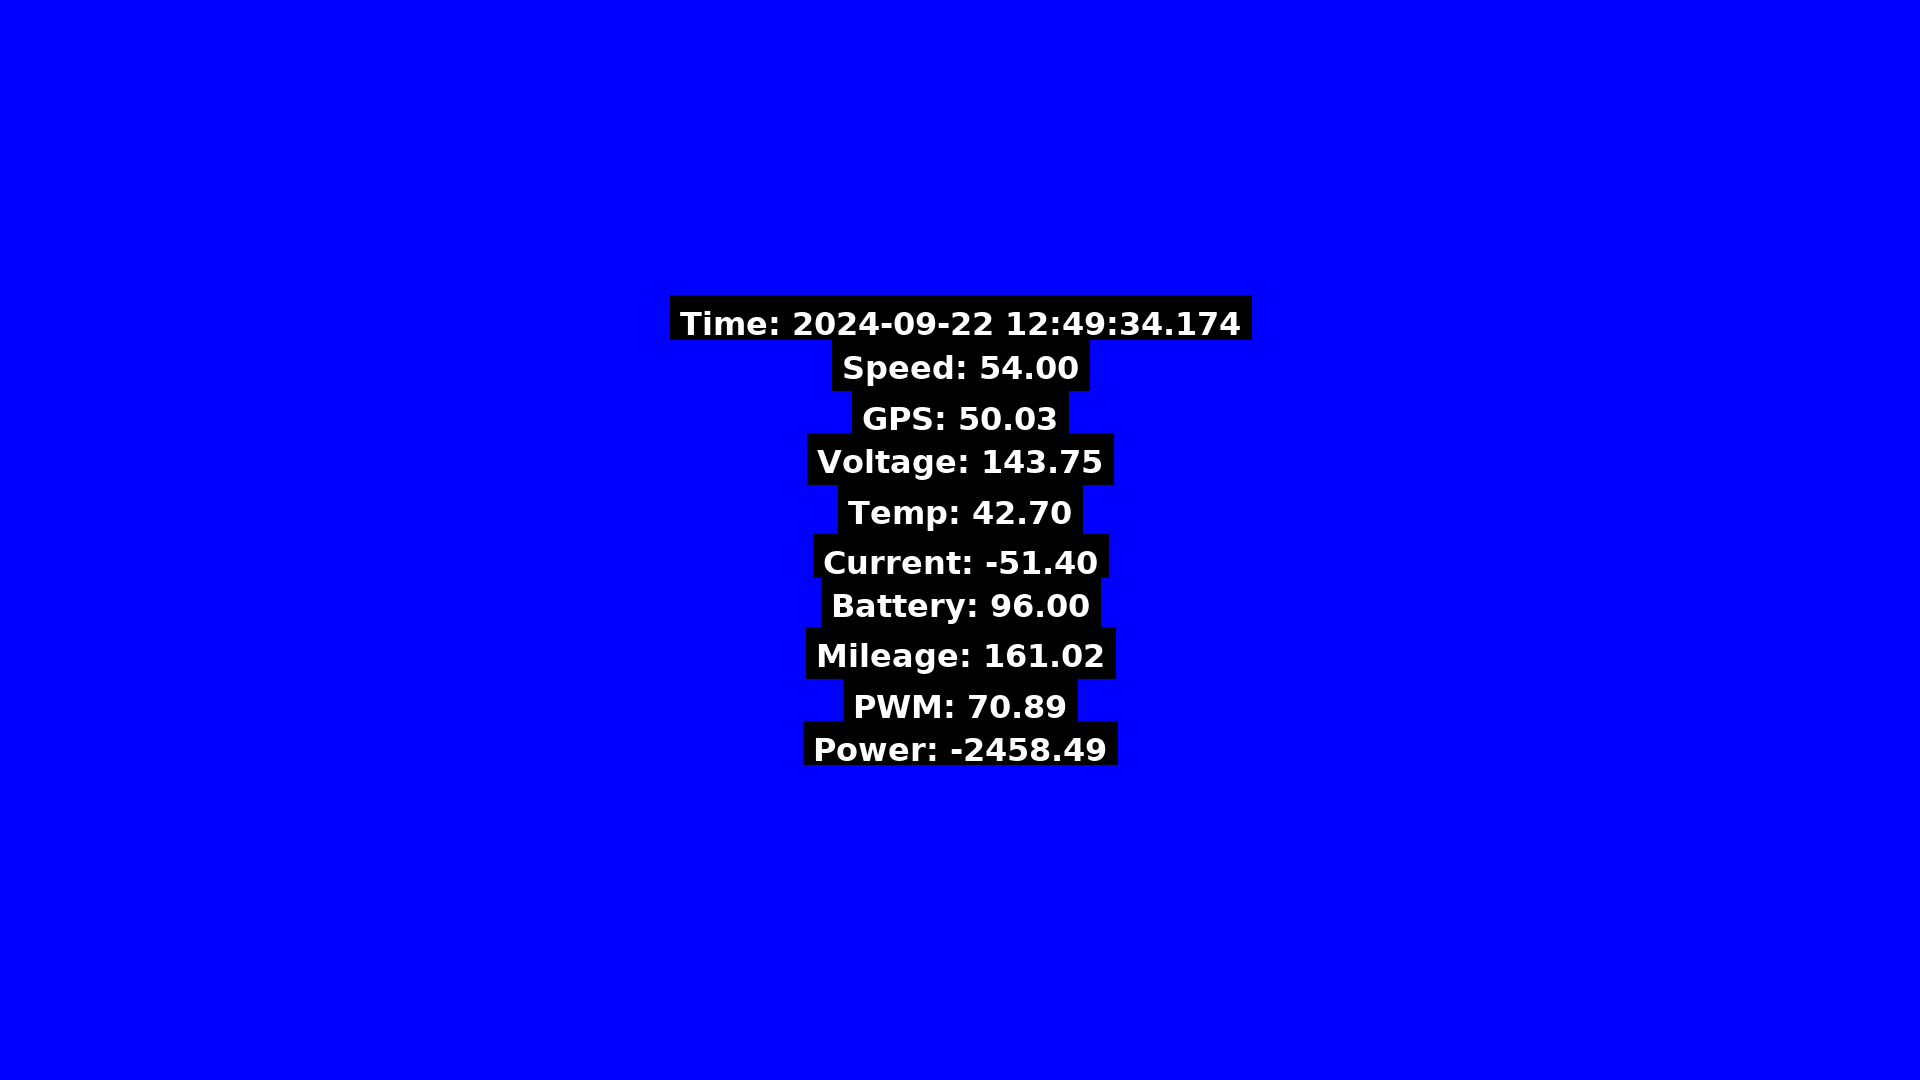 Time: 2024-09-22 12:49:34.174
Speed: 54.00
GPS: 50.03
Voltage: 143.75
Temp: 42.70
Current: -51.40
Battery: 96.00
Mileage: 161.02
PWM: 70.89
Power: -2458.49